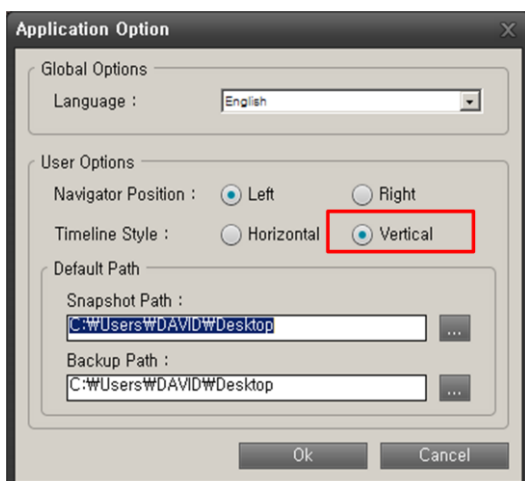 Application Option
Global Options
Language :
English
User Options
Navigator Position : Left Right
Timeline Style : Horizontal Vertical
Default Path
Snapshot Path :
C:₩Users₩DAVID₩Desktop
...
Backup Path :
C:₩Users₩DAVID₩Desktop
...
Ok Cancel